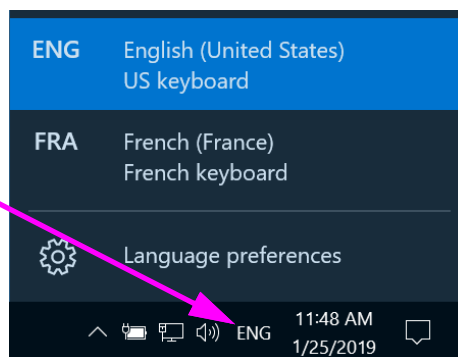 ENG English (United States)
US keyboard
FRA French (France)
French keyboard
Language preferences
ENG 11:48 AM
1/25/2019